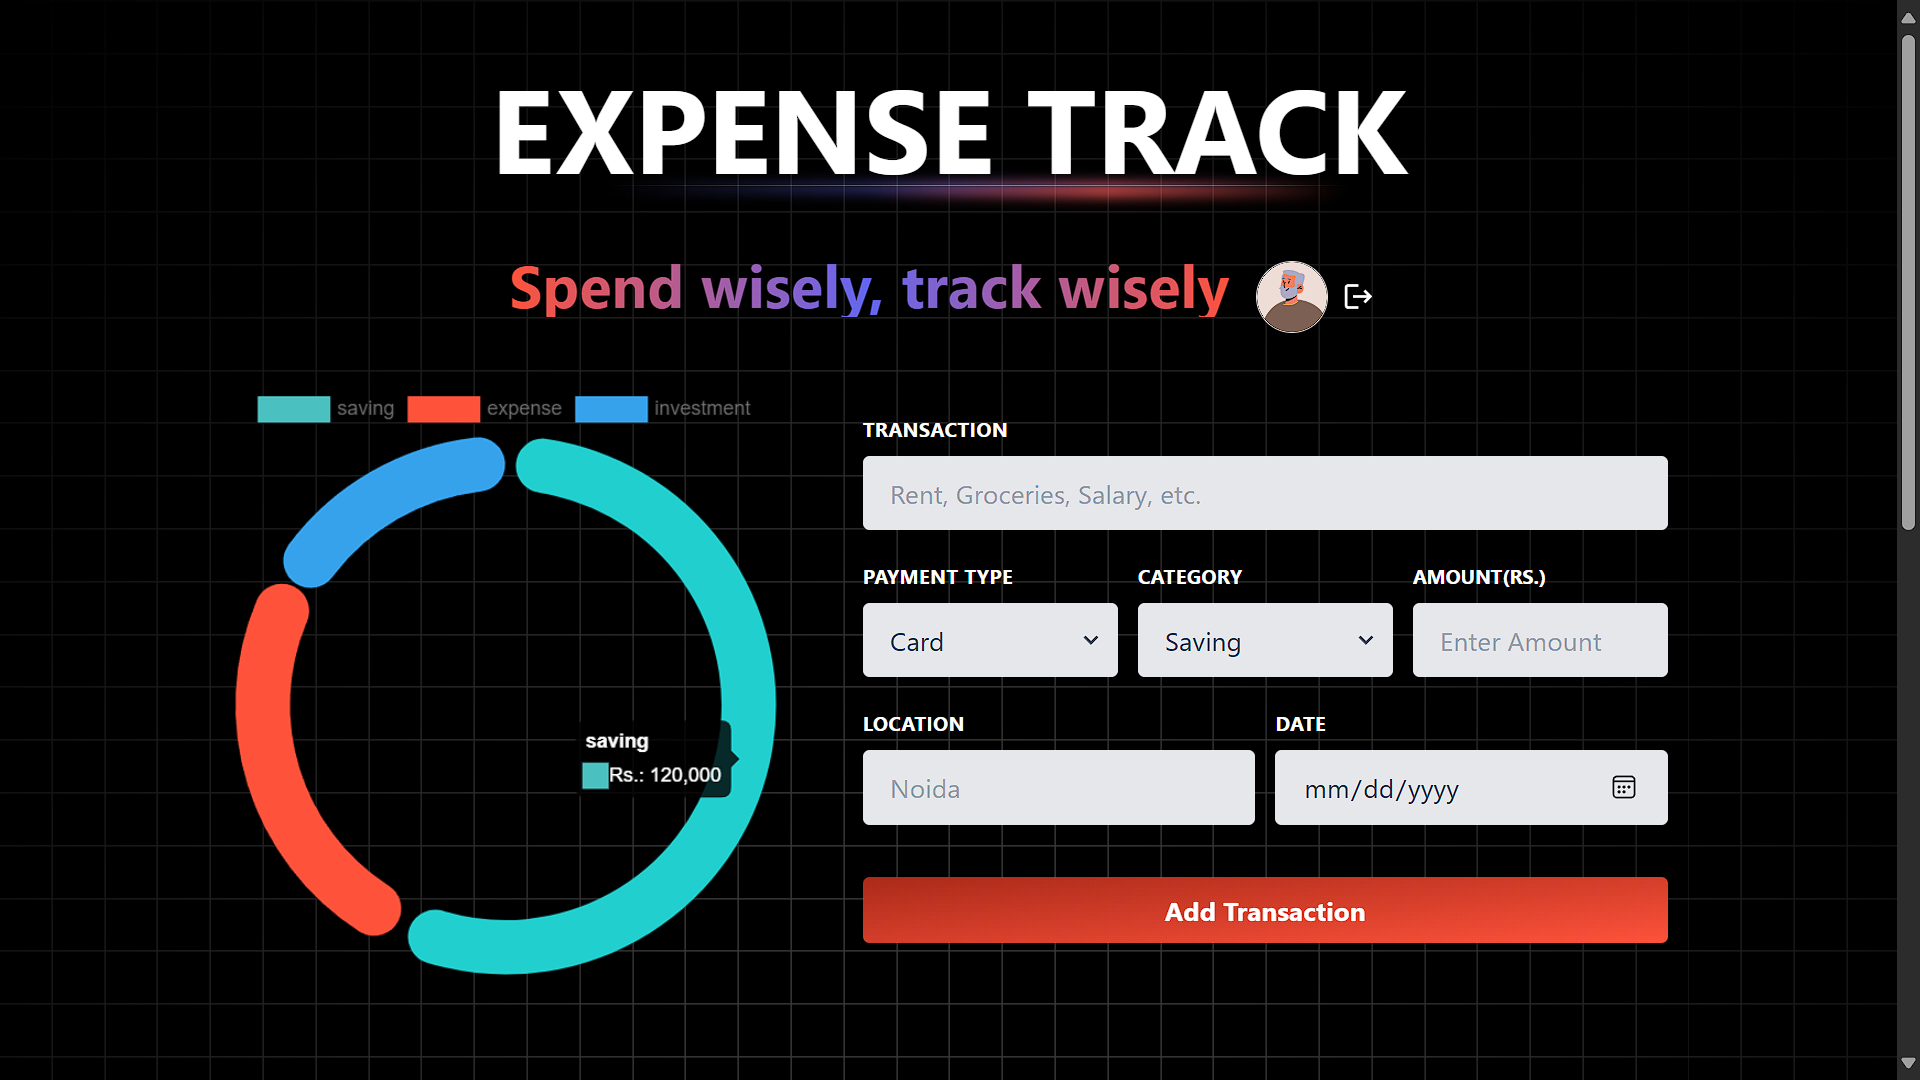 EXPENSE TRACK
Spend wisely, track wisely
saving expense investment
saving
Rs.: 120,000
TRANSACTION
Rent, Groceries, Salary, etc.
PAYMENT TYPE CATEGORY AMOUNT(RS.)
Card Saving Enter Amount
LOCATION DATE
Noida mm/dd/yyyy
Add Transaction